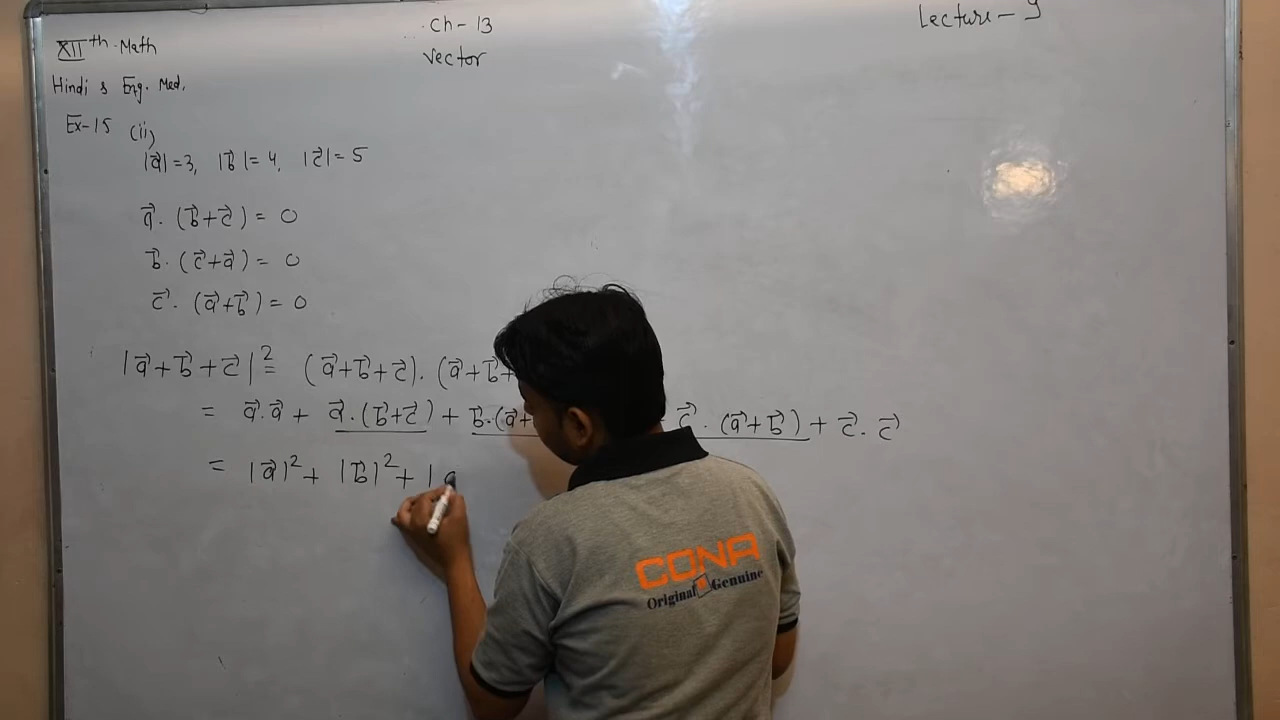 Ch-13
Lecture-9
XIIth Math
Vector
Hindi & Eng. Med.
Ex-15 (ii)
|a⃗|=3, |b⃗|=4, |c⃗|=5
a⃗.(b⃗+c⃗) = 0
b⃗.(c⃗+a⃗) = 0
c⃗.(a⃗+b⃗) = 0
|a⃗+b⃗+c⃗|² = (a⃗+b⃗+c⃗).(a⃗+b⃗+
= a⃗.a⃗ + a⃗.(b⃗+c⃗) + b⃗.(a⃗+ c⃗.(a⃗+b⃗) + c⃗.c⃗
= |a⃗|² + |b⃗|² + |
CONA
Original Genuine